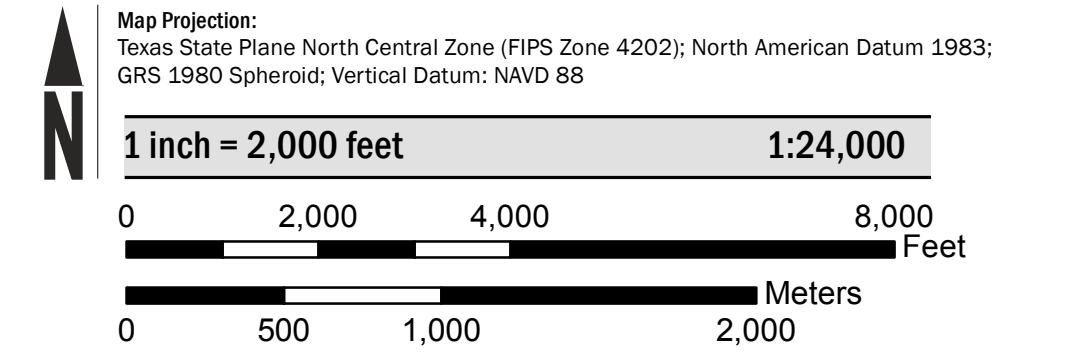 Map Projection:
Texas State Plane North Central Zone (FIPS Zone 4202); North American Datum 1983;
GRS 1980 Spheroid; Vertical Datum: NAVD 88
N
1 inch = 2,000 feet 1:24,000
0 2,000 4,000 8,000
Feet
Meters
0 500 1,000 2,000